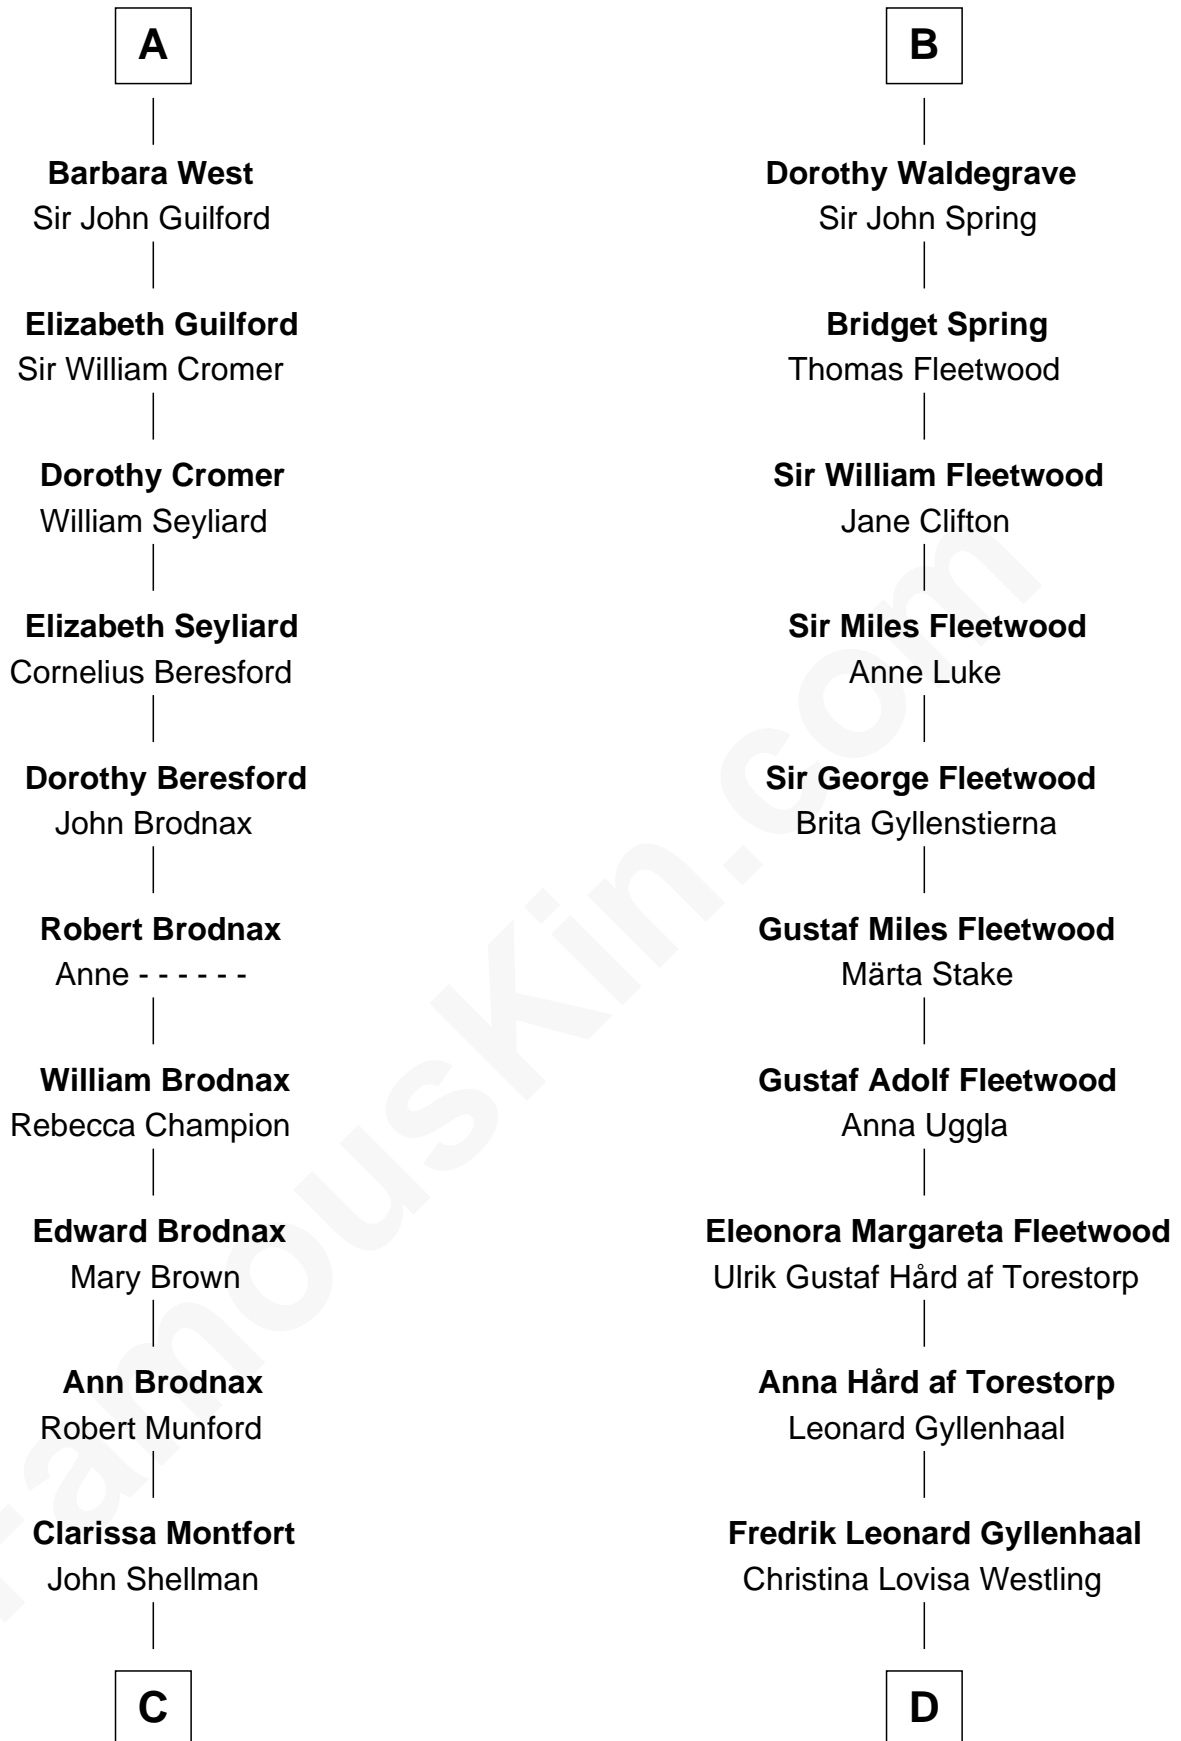 A
Barbara West
Sir John Guilford
Elizabeth Guilford
Sir William Cromer
Dorothy Cromer
William Seyliard
Elizabeth Seyliard
Cornelius Beresford
Dorothy Beresford
John Brodnax
Robert Brodnax
Anne - - - - - -
William Brodnax
Rebecca Champion
Edward Brodnax
Mary Brown
Ann Brodnax
Robert Munford
Clarissa Montfort
John Shellman
C
B
Dorothy Waldegrave
Sir John Spring
Bridget Spring
Thomas Fleetwood
Sir William Fleetwood
Jane Clifton
Sir Miles Fleetwood
Anne Luke
Sir George Fleetwood
Brita Gyllenstierna
Gustaf Miles Fleetwood
Märta Stake
Gustaf Adolf Fleetwood
Anna Uggla
Eleonora Margareta Fleetwood
Ulrik Gustaf Hård af Torestorp
Anna Hård af Torestorp
Leonard Gyllenhaal
Fredrik Leonard Gyllenhaal
Christina Lovisa Westling
D
FamousKin.com